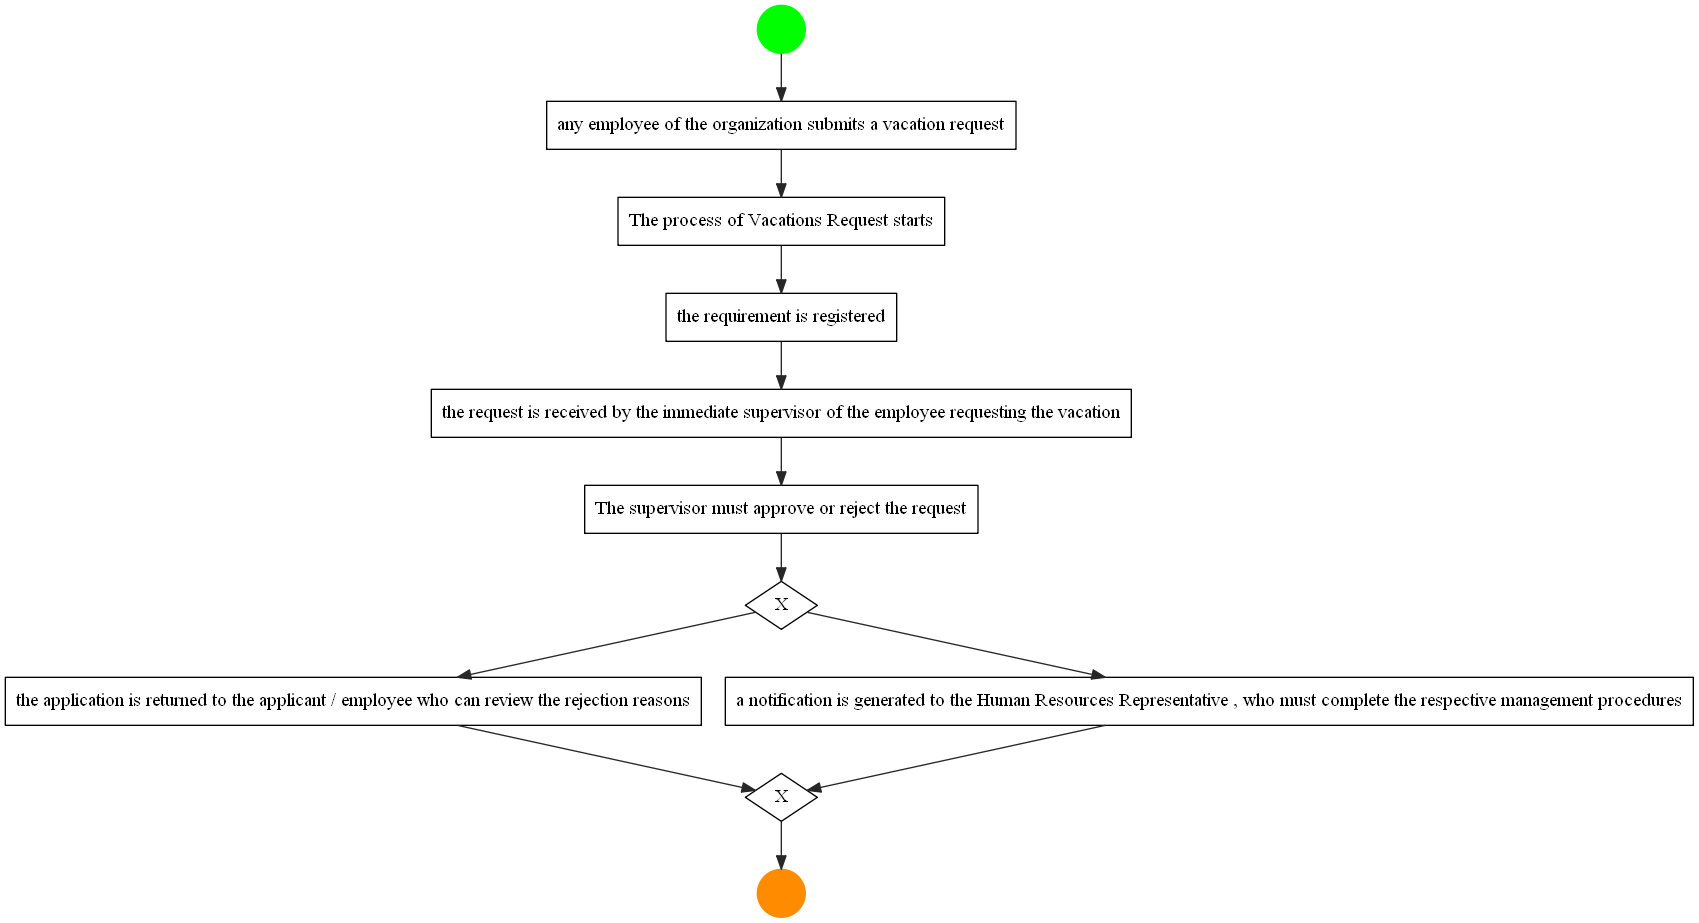 any employee of the organization submits a vacation request
The process of Vacations Request starts
the requirement is registered
the request is received by the immediate supervisor of the employee requesting the vacation
The supervisor must approve or reject the request
X
the application is returned to the applicant / employee who can review the rejection reasons
a notification is generated to the Human Resources Representative , who must complete the respective management procedures
X